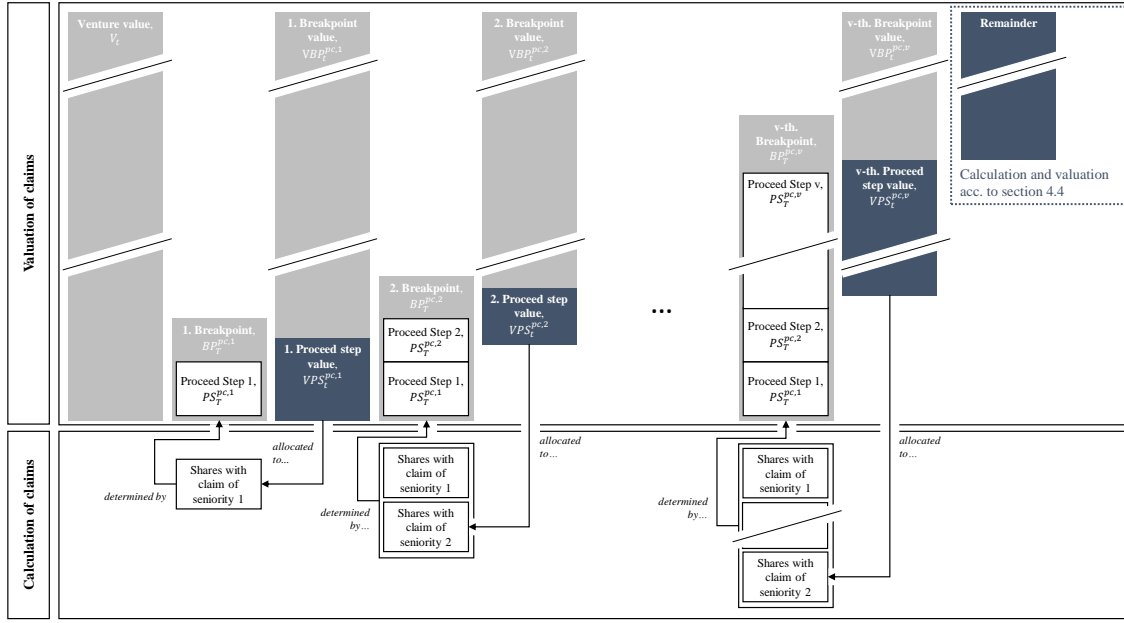 Valuation of claims
Venture value,
V_t
1. Breakpoint
value,
VBP_t^{pc,1}
2. Breakpoint
value,
VBP_t^{pc,2}
v-th. Breakpoint
value,
VBP_t^{pc,v}
Remainder
Calculation and valuation
acc. to section 4.4
1. Breakpoint,
BP_T^{pc,1}
Proceed Step 1,
PS_T^{pc,1}
1. Proceed step
value,
VPS_t^{pc,1}
2. Breakpoint,
BP_T^{pc,2}
Proceed Step 2,
PS_T^{pc,2}
Proceed Step 1,
PS_T^{pc,1}
2. Proceed step
value,
VPS_t^{pc,2}
...
v-th.
Breakpoint,
BP_T^{pc,v}
Proceed Step v,
PS_T^{pc,v}
Proceed Step 2,
PS_T^{pc,2}
Proceed Step 1,
PS_T^{pc,1}
v-th. Proceed
step value,
VPS_t^{pc,v}
Calculation of claims
determined by
Shares with
claim of
seniority 1
allocated
to...
determined
by...
Shares with
claim of
seniority 1
Shares with
claim of
seniority 2
allocated
to...
determined
by...
Shares with
claim of
seniority 1
Shares with
claim of
seniority 2
allocated
to...